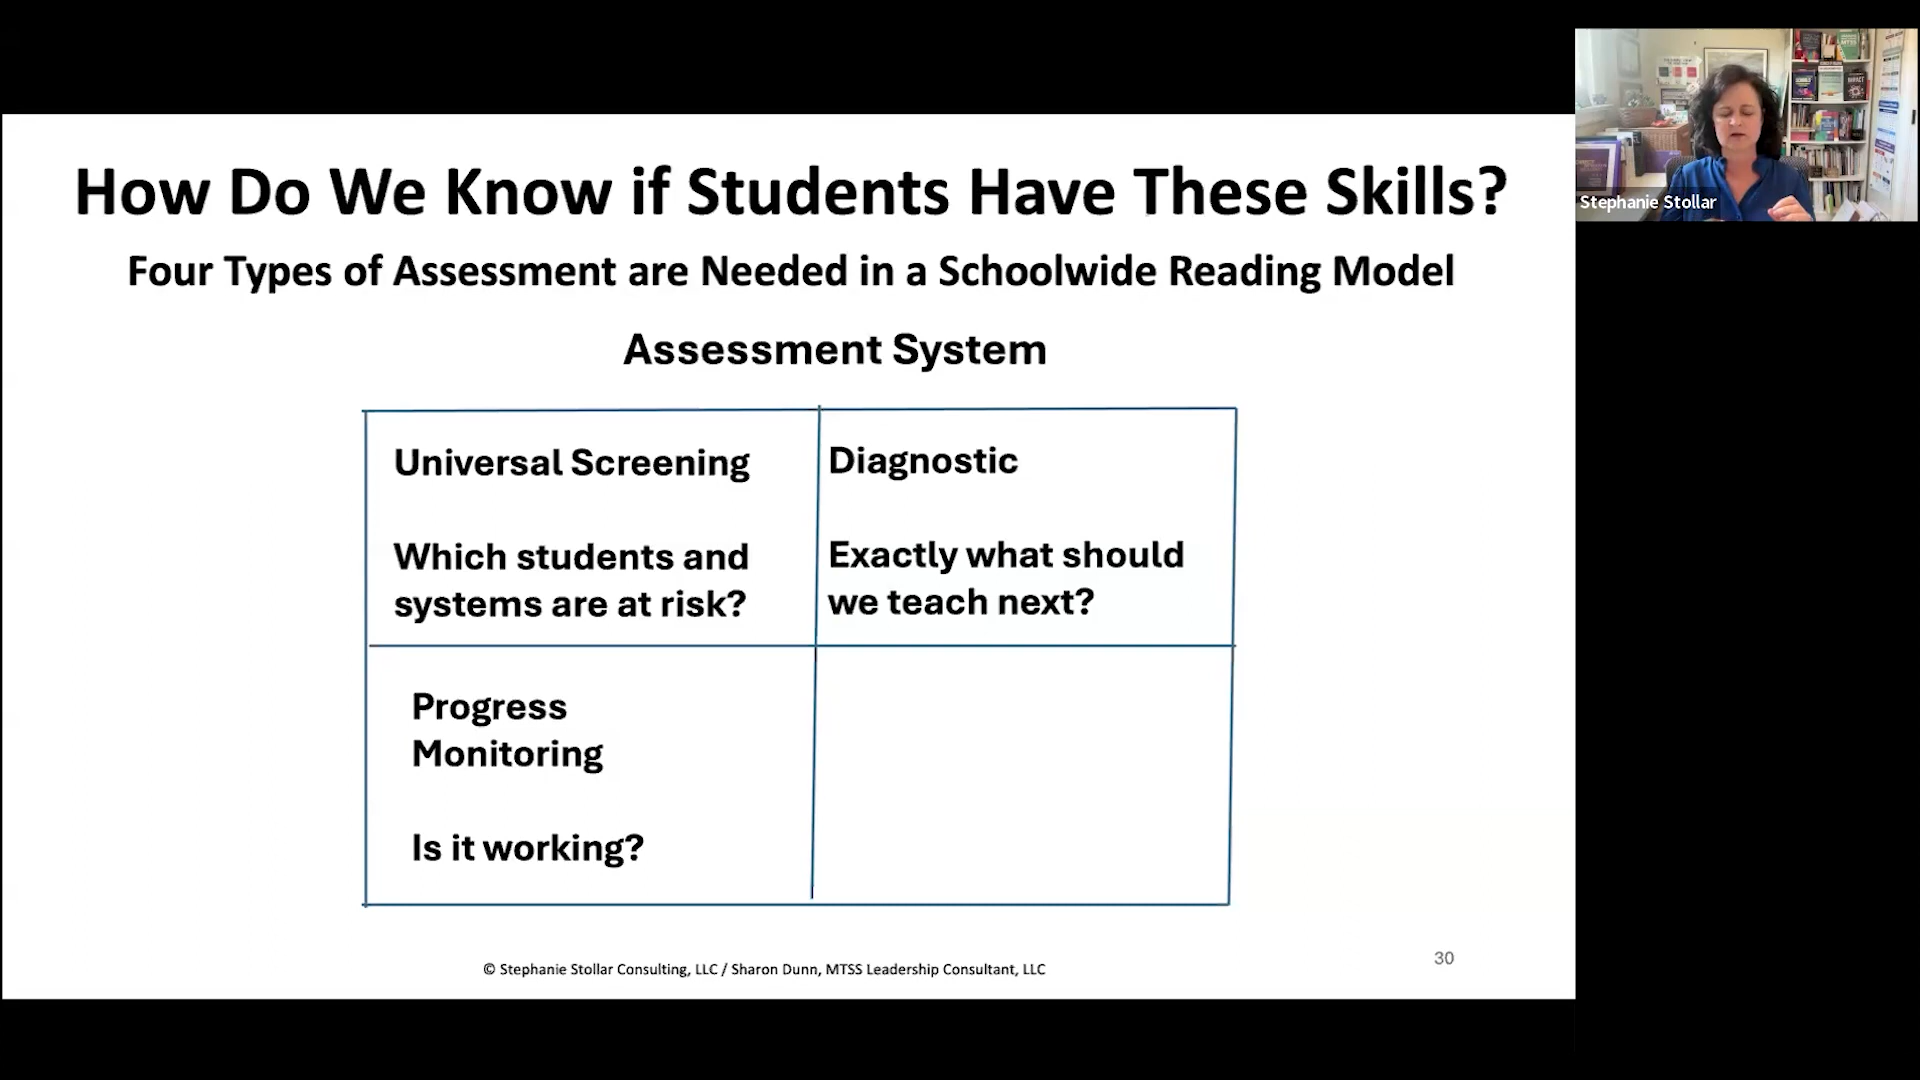 How Do We Know if Students Have These Skills?
Four Types of Assessment are Needed in a Schoolwide Reading Model
Assessment System
Universal Screening
Which students and
systems are at risk?
Diagnostic
Exactly what should
we teach next?
Progress
Monitoring
Is it working?
© Stephanie Stollar Consulting, LLC / Sharon Dunn, MTSS Leadership Consultant, LLC
30
Stephanie Stollar